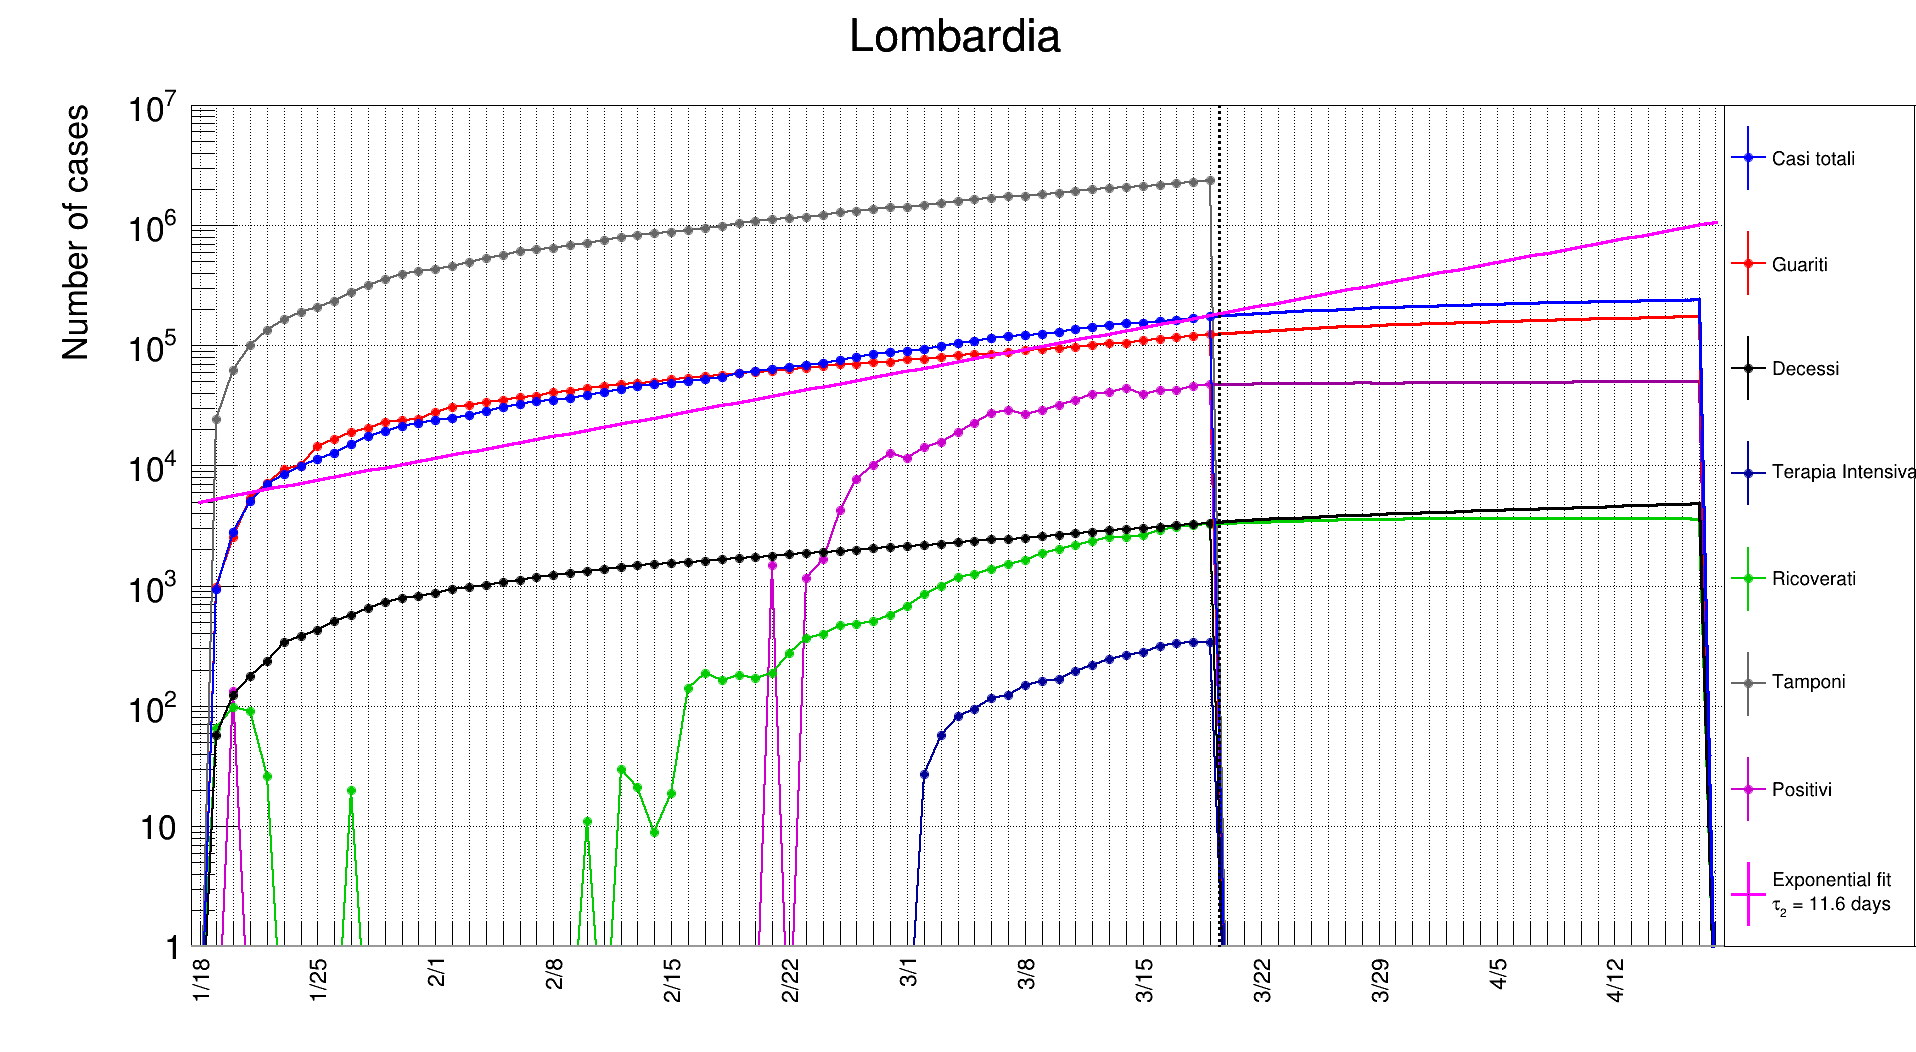 Lombardia
Number of cases
10^7
10^6
10^5
10^4
10^3
10^2
10
1
1/18
1/25
2/1
2/8
2/15
2/22
3/1
3/8
3/15
3/22
3/29
4/5
4/12
Casi totali
Guariti
Decessi
Terapia Intensiva
Ricoverati
Tamponi
Positivi
Exponential fit
τ₂ = 11.6 days